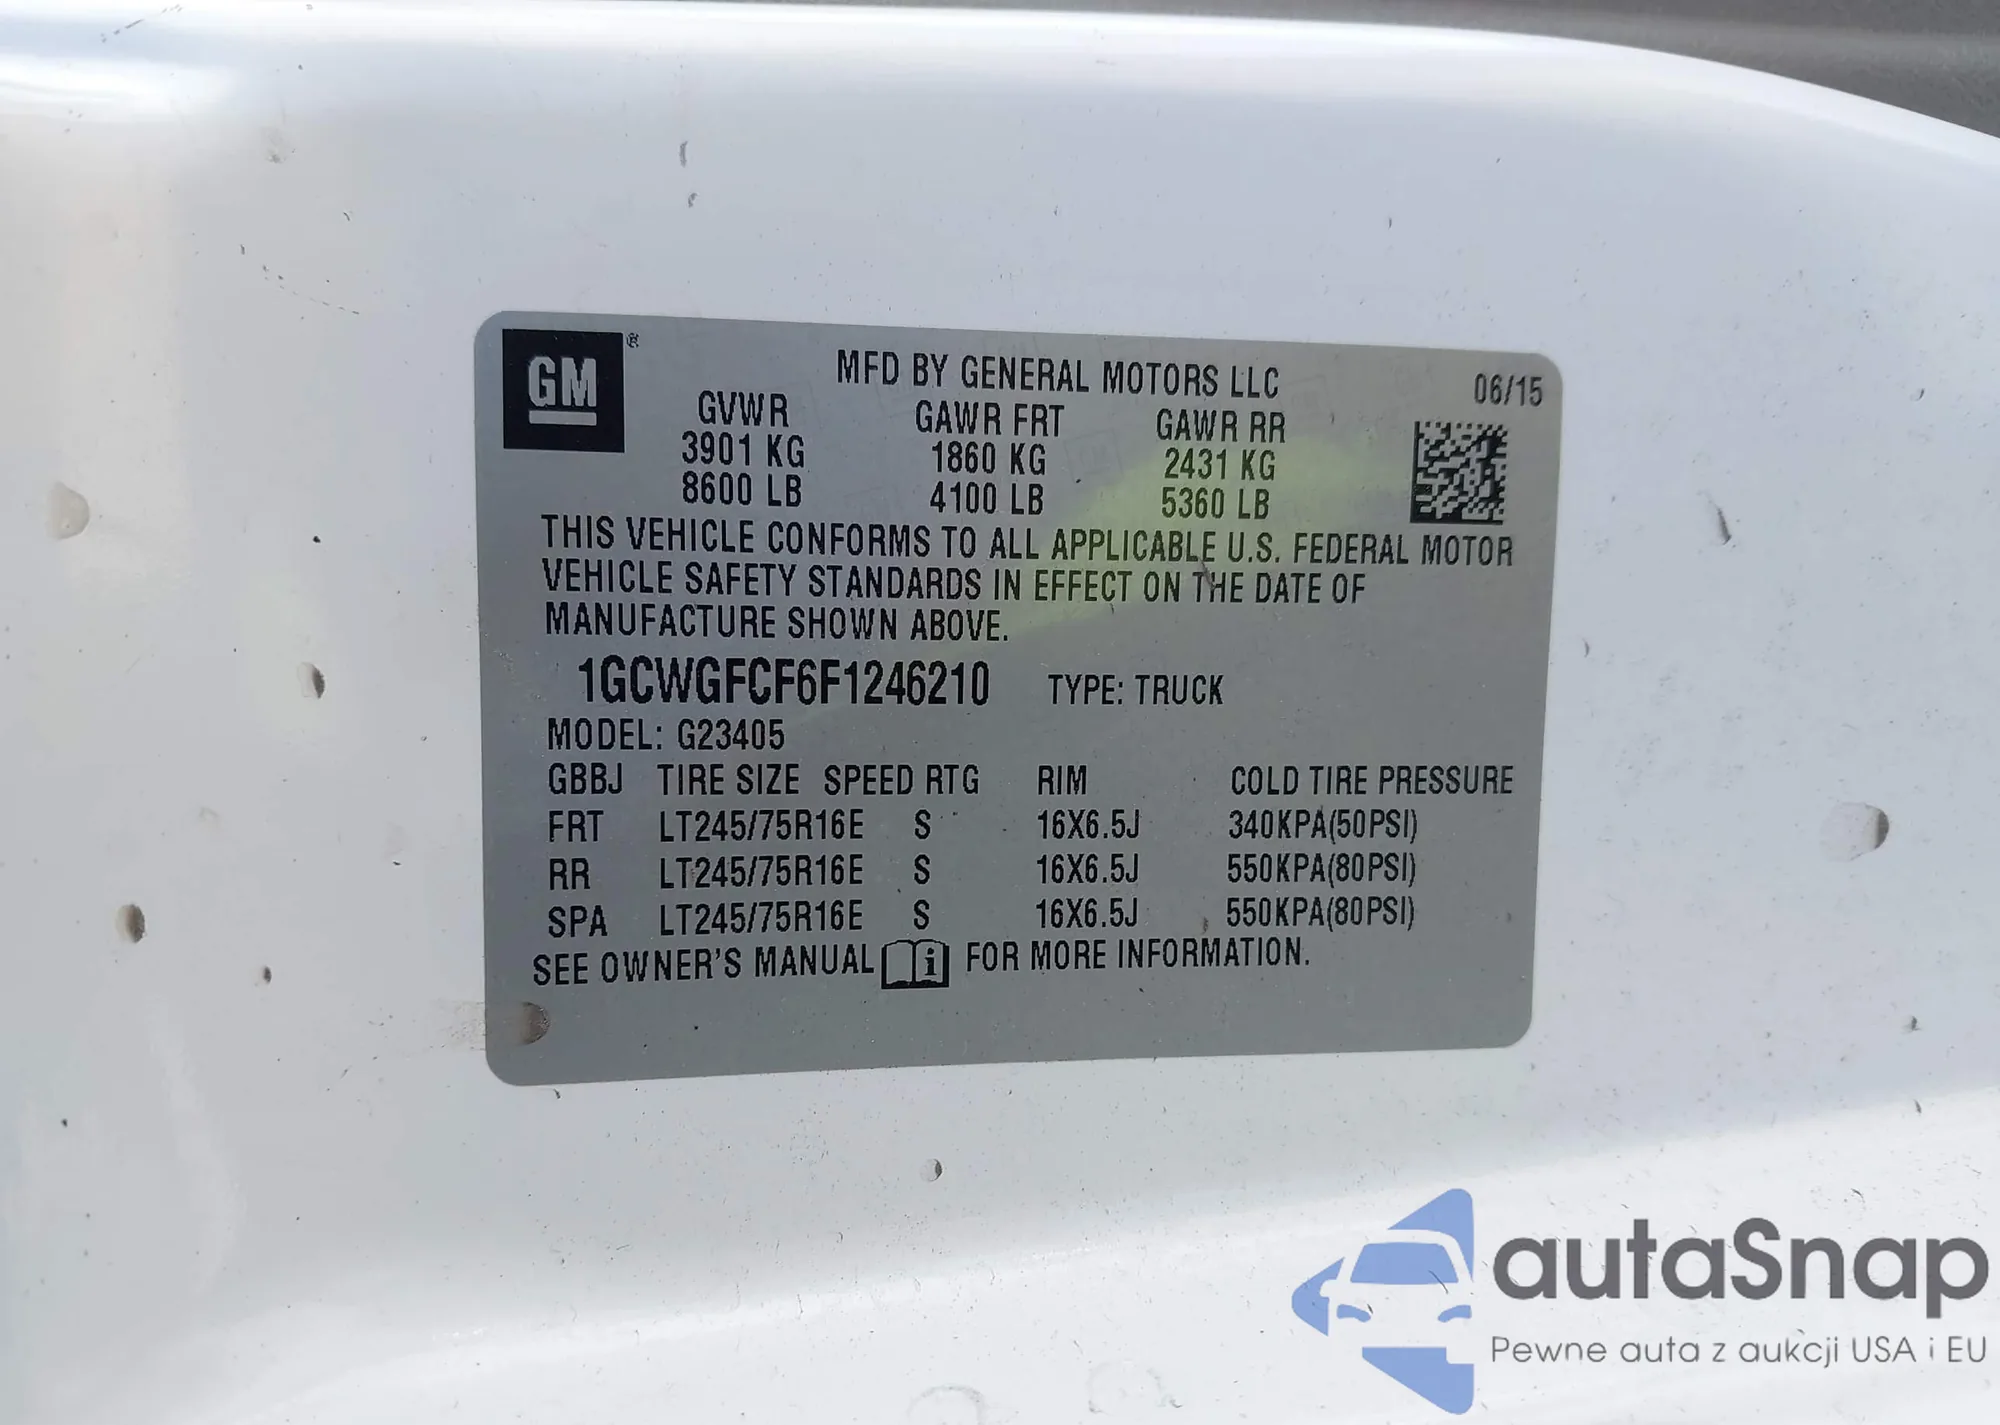 GM®
MFD BY GENERAL MOTORS LLC 06/15
GVWR GAWR FRT GAWR RR
3901 KG 1860 KG 2431 KG
8600 LB 4100 LB 5360 LB
THIS VEHICLE CONFORMS TO ALL APPLICABLE U.S. FEDERAL MOTOR
VEHICLE SAFETY STANDARDS IN EFFECT ON THE DATE OF
MANUFACTURE SHOWN ABOVE.
1GCWGFCF6F1246210 TYPE: TRUCK
MODEL: G23405
GBBJ TIRE SIZE SPEED RTG RIM COLD TIRE PRESSURE
FRT LT245/75R16E S 16X6.5J 340KPA(50PSI)
RR LT245/75R16E S 16X6.5J 550KPA(80PSI)
SPA LT245/75R16E S 16X6.5J 550KPA(80PSI)
SEE OWNER'S MANUAL i FOR MORE INFORMATION.
autaSnap
Pewne auta z aukcji USA i EU